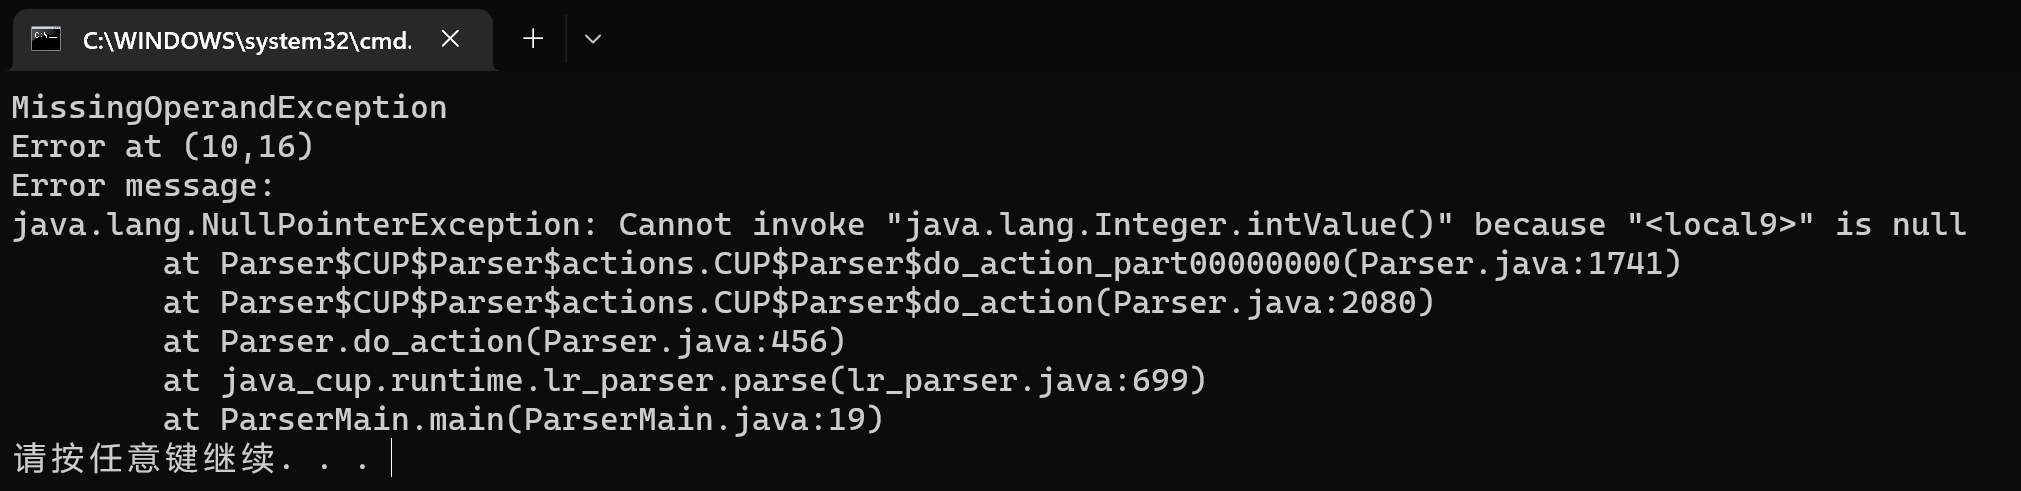 C:\WINDOWS\system32\cmd.
MissingOperandException
Error at (10,16)
Error message:
java.lang.NullPointerException: Cannot invoke "java.lang.Integer.intValue()" because "<local9>" is null
at Parser$CUP$Parser$actions.CUP$Parser$do_action_part00000000(Parser.java:1741)
at Parser$CUP$Parser$actions.CUP$Parser$do_action(Parser.java:2080)
at Parser.do_action(Parser.java:456)
at java_cup.runtime.lr_parser.parse(lr_parser.java:699)
at ParserMain.main(ParserMain.java:19)
请按任意键继续. . .